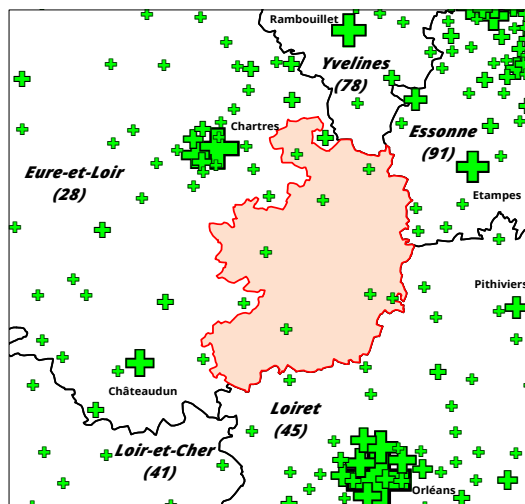 Rambouillet
Yvelines
(78)
Chartres
Essonne
(91)
Eure-et-Loir
(28)
Etampes
Pithiviers
Châteaudun
Loiret
(45)
Loir-et-Cher
(41)
Orléans